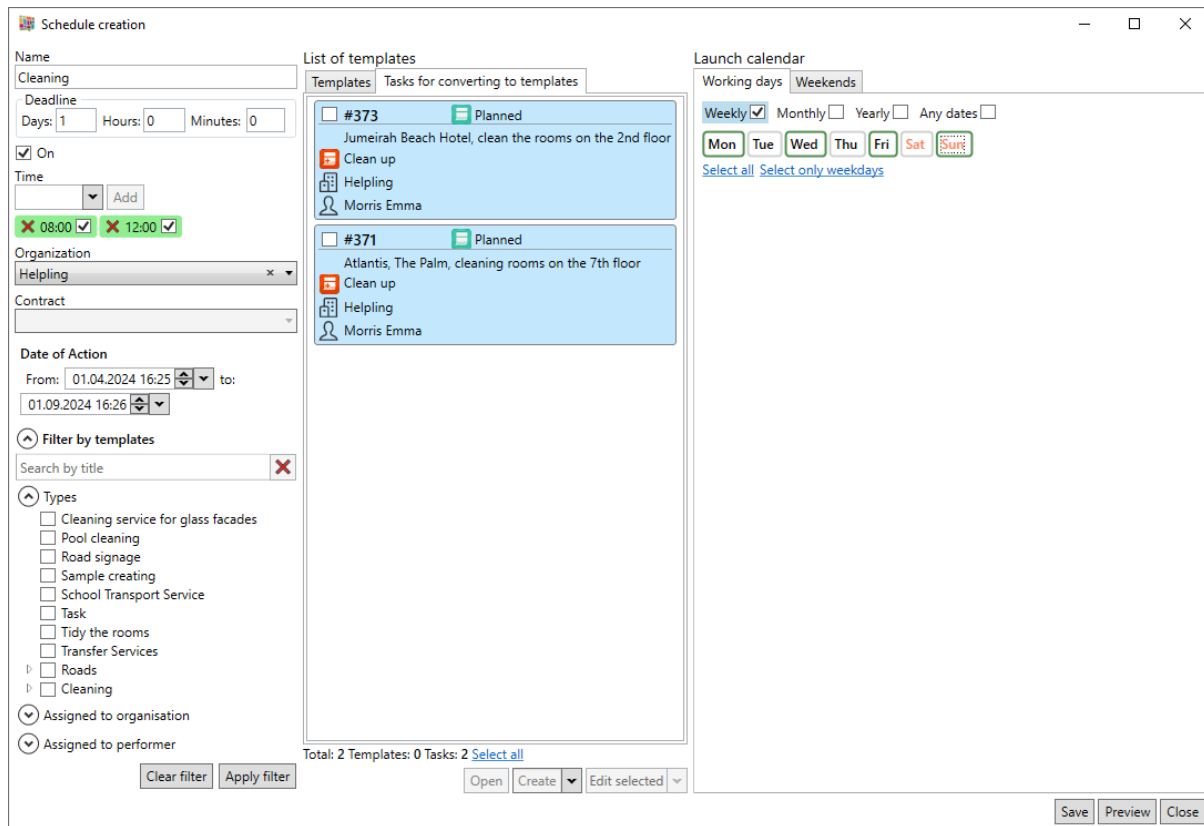 Schedule creation
Name
Cleaning
Deadline
Days: 1 Hours: 0 Minutes: 0
On
Time
Add
08:00 12:00
Organization
Helpling
Contract
Date of Action
From: 01.04.2024 16:25 to:
01.09.2024 16:26
Filter by templates
Search by title
Types
Cleaning service for glass facades
Pool cleaning
Road signage
Sample creating
School Transport Service
Task
Tidy the rooms
Transfer Services
Roads
Cleaning
Assigned to organisation
Assigned to performer
Clear filter Apply filter
List of templates
Templates Tasks for converting to templates
#373 Planned
Jumeirah Beach Hotel, clean the rooms on the 2nd floor
Clean up
Helpling
Morris Emma
#371 Planned
Atlantis, The Palm, cleaning rooms on the 7th floor
Clean up
Helpling
Morris Emma
Total: 2 Templates: 0 Tasks: 2 Select all
Open Create Edit selected
Launch calendar
Working days Weekends
Weekly Monthly Yearly Any dates
Mon Tue Wed Thu Fri Sat Sun
Select all Select only weekdays
Save Preview Close